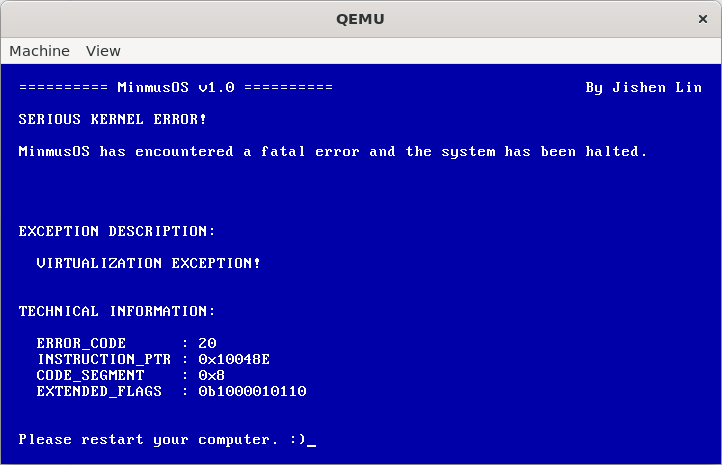 QEMU ×
Machine View
========== MinmusOS v1.0 ========== By Jishen Lin
SERIOUS KERNEL ERROR!
MinmusOS has encountered a fatal error and the system has been halted.
EXCEPTION DESCRIPTION:
VIRTUALIZATION EXCEPTION!
TECHNICAL INFORMATION:
ERROR_CODE : 20
INSTRUCTION_PTR : 0x10048E
CODE_SEGMENT : 0x8
EXTENDED_FLAGS : 0b1000010110
Please restart your computer. :)_